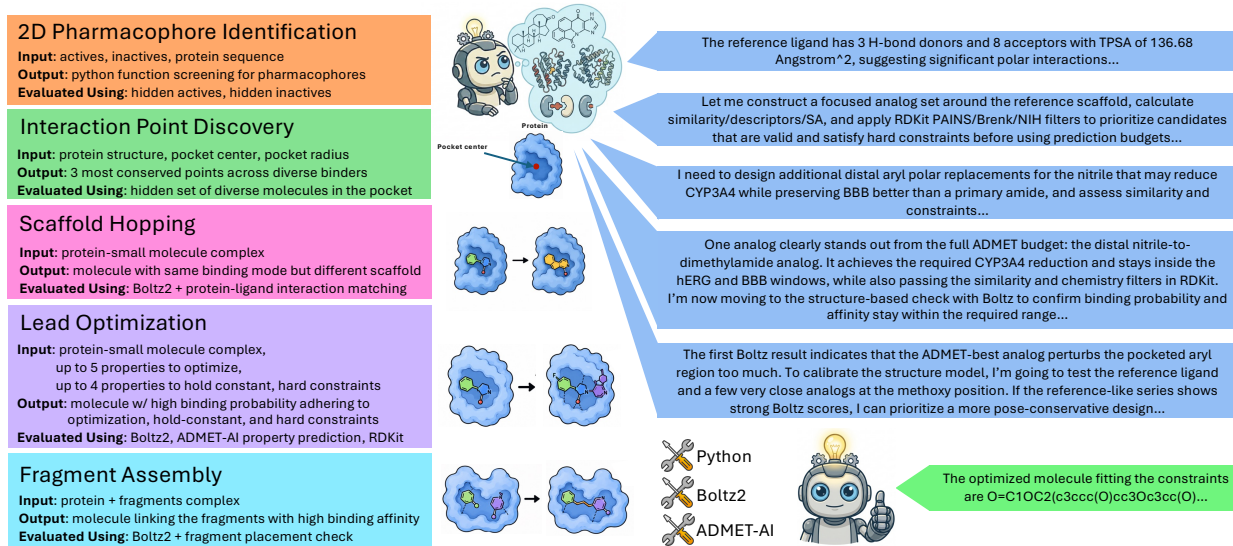 2D Pharmacophore Identification
Input: actives, inactives, protein sequence
Output: python function screening for pharmacophores
Evaluated Using: hidden actives, hidden inactives
Interaction Point Discovery
Input: protein structure, pocket center, pocket radius
Output: 3 most conserved points across diverse binders
Evaluated Using: hidden set of diverse molecules in the pocket
Scaffold Hopping
Input: protein-small molecule complex
Output: molecule with same binding mode but different scaffold
Evaluated Using: Boltz2 + protein-ligand interaction matching
Lead Optimization
Input: protein-small molecule complex,
up to 5 properties to optimize,
up to 4 properties to hold constant, hard constraints
Output: molecule w/ high binding probability adhering to
optimization, hold-constant, and hard constraints
Evaluated Using: Boltz2, ADMET-AI property prediction, RDKit
Fragment Assembly
Input: protein + fragments complex
Output: molecule linking the fragments with high binding affinity
Evaluated Using: Boltz2 + fragment placement check
Protein
Pocket center
The reference ligand has 3 H-bond donors and 8 acceptors with TPSA of 136.68
Angstrom^2, suggesting significant polar interactions...
Let me construct a focused analog set around the reference scaffold, calculate
similarity/descriptors/SA, and apply RDKit PAINS/Brenk/NIH filters to prioritize candidates
that are valid and satisfy hard constraints before using prediction budgets...
I need to design additional distal aryl polar replacements for the nitrile that may reduce
CYP3A4 while preserving BBB better than a primary amide, and assess similarity and
constraints...
One analog clearly stands out from the full ADMET budget: the distal nitrile-to-
dimethylamide analog. It achieves the required CYP3A4 reduction and stays inside the
hERG and BBB windows, while also passing the similarity and chemistry filters in RDKit.
I'm now moving to the structure-based check with Boltz to confirm binding probability and
affinity stay within the required range...
The first Boltz result indicates that the ADMET-best analog perturbs the pocketed aryl
region too much. To calibrate the structure model, I'm going to test the reference ligand
and a few very close analogs at the methoxy position. If the reference-like series shows
strong Boltz scores, I can prioritize a more pose-conservative design...
Python
Boltz2
ADMET-AI
The optimized molecule fitting the constraints
are O=C1OC2(c3ccc(O)cc3Oc3cc(O)...